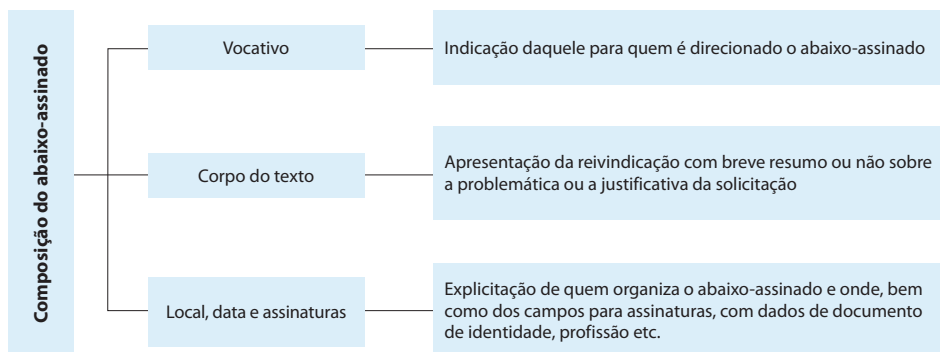 Composição do abaixo-assinado
Vocativo
Indicação daquele para quem é direcionado o abaixo-assinado
Corpo do texto
Apresentação da reivindicação com breve resumo ou não sobre
a problemática ou a justificativa da solicitação
Local, data e assinaturas
Explicitação de quem organiza o abaixo-assinado e onde, bem
como dos campos para assinaturas, com dados de documento
de identidade, profissão etc.